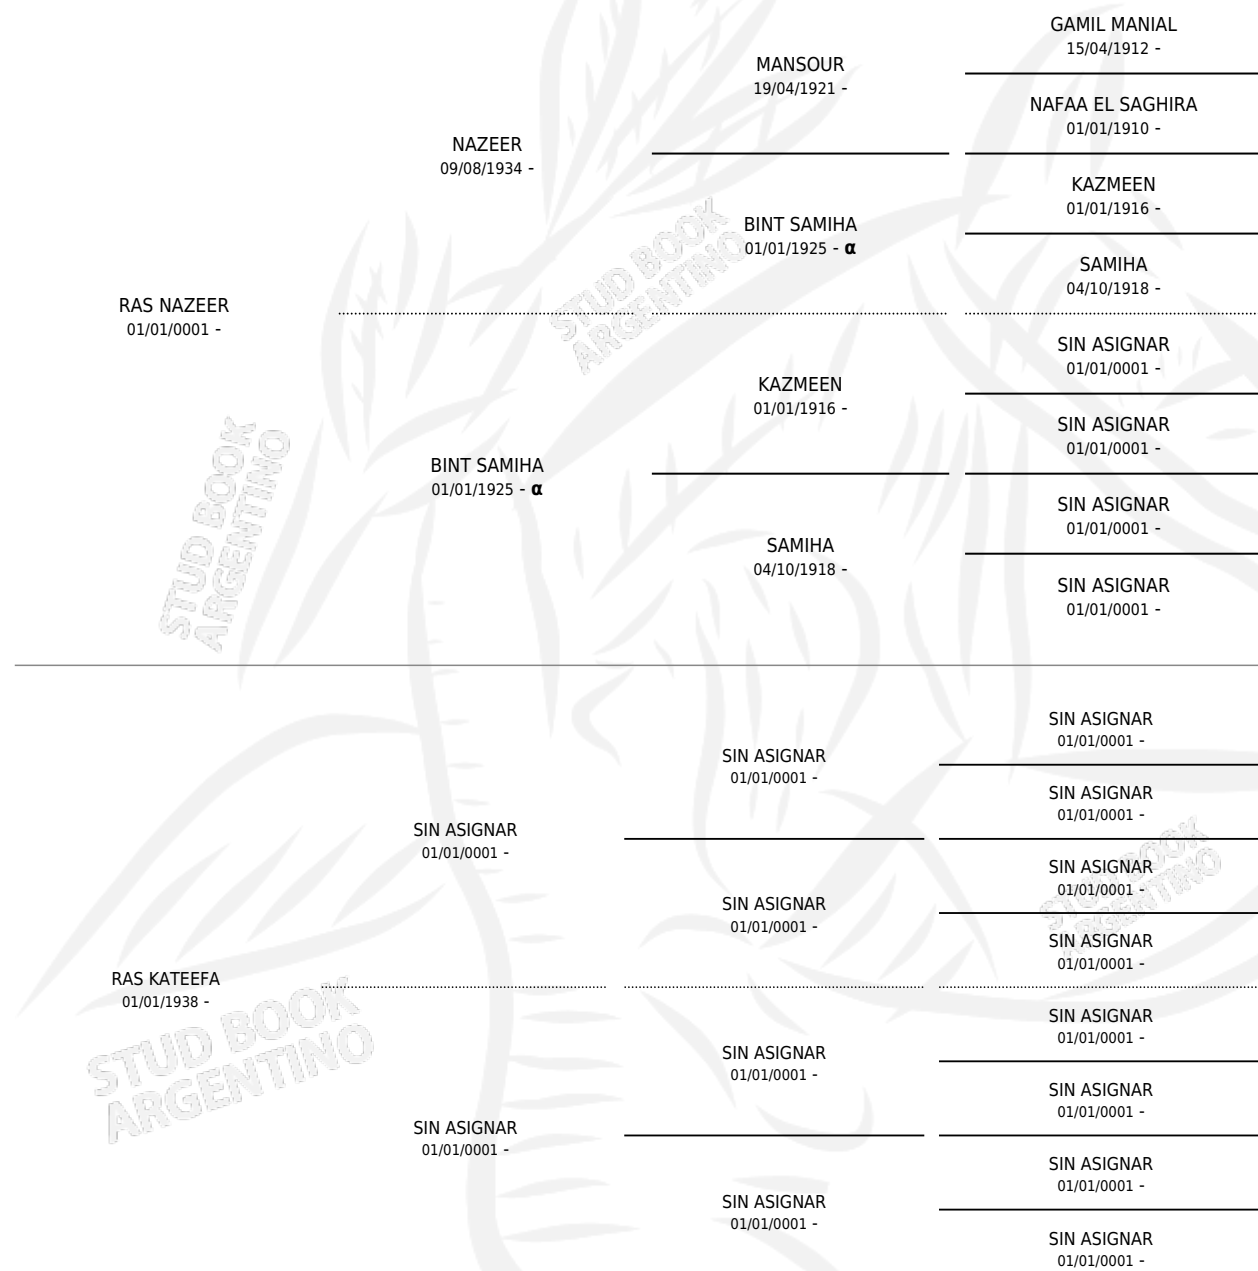 GAMIL MANIAL
15/04/1912 -
MANSOUR
19/04/1921 -
NAFAA EL SAGHIRA
01/01/1910 -
NAZEER
09/08/1934 -
KAZMEEN
01/01/1916 -
BINT SAMIHA
01/01/1925 - α
SAMIHA
04/10/1918 -
RAS NAZEER
01/01/0001 -
SIN ASIGNAR
01/01/0001 -
KAZMEEN
01/01/1916 -
SIN ASIGNAR
01/01/0001 -
BINT SAMIHA
01/01/1925 - α
SIN ASIGNAR
01/01/0001 -
SAMIHA
04/10/1918 -
SIN ASIGNAR
01/01/0001 -
SIN ASIGNAR
01/01/0001 -
SIN ASIGNAR
01/01/0001 -
SIN ASIGNAR
01/01/0001 -
SIN ASIGNAR
01/01/0001 -
SIN ASIGNAR
01/01/0001 -
SIN ASIGNAR
01/01/0001 -
SIN ASIGNAR
01/01/0001 -
RAS KATEEFA
01/01/1938 -
SIN ASIGNAR
01/01/0001 -
SIN ASIGNAR
01/01/0001 -
SIN ASIGNAR
01/01/0001 -
SIN ASIGNAR
01/01/0001 -
SIN ASIGNAR
01/01/0001 -
SIN ASIGNAR
01/01/0001 -
SIN ASIGNAR
01/01/0001 -
STUD BOOK
ARGENTINO
STUD BOOK
ARGENTINO
STUD BOOK
ARGENTINO
STUD BOOK
ARGENTINO